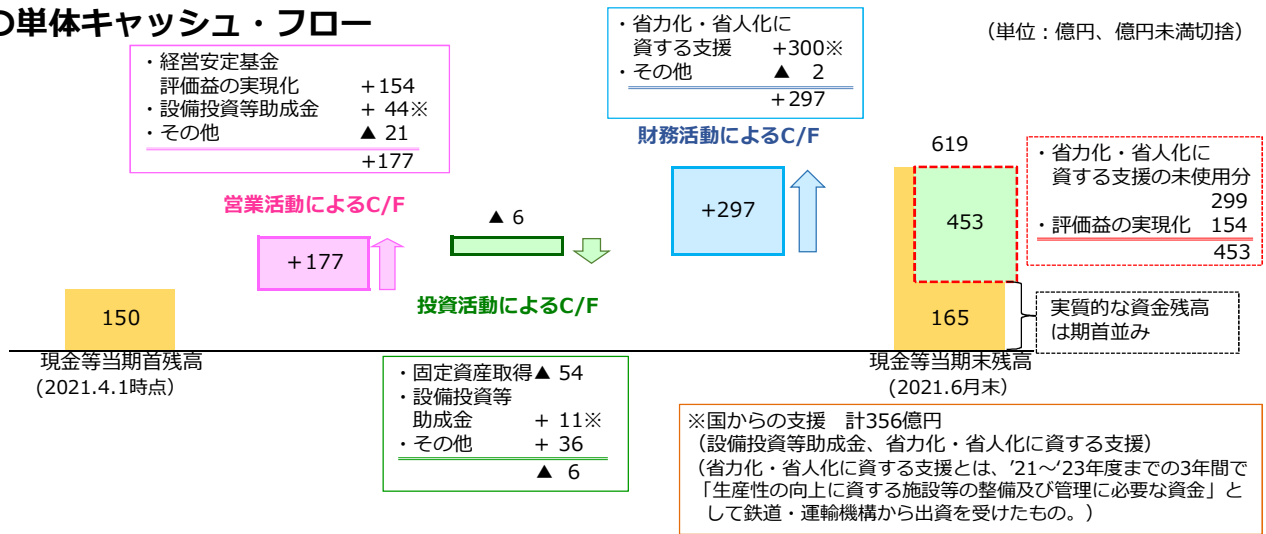 の単体キャッシュ・フロー
（単位：億円、億円未満切捨）
・経営安定基金
評価益の実現化 +154
・設備投資等助成金 + 44※
・その他 ▲ 21
+177
営業活動によるC/F
+177
・省力化・省人化に
資する支援 +300※
・その他 ▲ 2
+297
財務活動によるC/F
+297
▲ 6
投資活動によるC/F
・固定資産取得▲ 54
・設備投資等
助成金 + 11※
・その他 + 36
▲ 6
150
現金等当期首残高
(2021.4.1時点)
619
453
165
現金等当期末残高
(2021.6月末)
・省力化・省人化に
資する支援の未使用分
299
・評価益の実現化 154
453
実質的な資金残高
は期首並み
※国からの支援 計356億円
（設備投資等助成金、省力化・省人化に資する支援）
（省力化・省人化に資する支援とは、’21～‘23年度までの3年間で
「生産性の向上に資する施設等の整備及び管理に必要な資金」と
して鉄道・運輸機構から出資を受けたもの。）